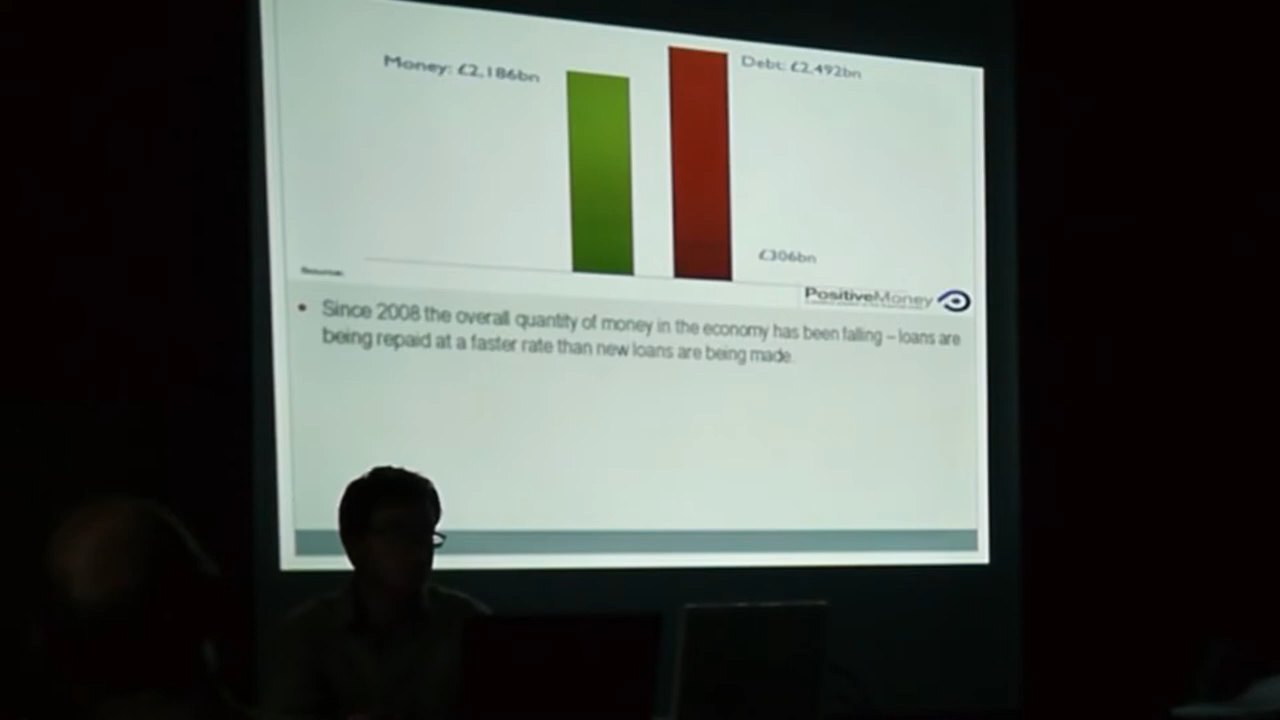 Money: £2,186bn
Debt: £2,492bn
£306bn
Source:
PositiveMoney
• Since 2008 the overall quantity of money in the economy has been falling – loans are
being repaid at a faster rate than new loans are being made.